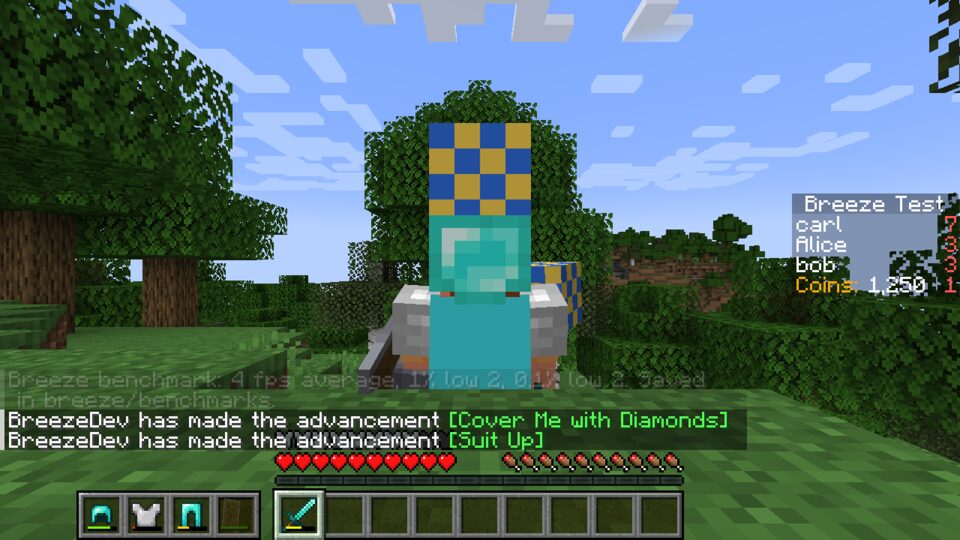 Breeze Test
carl 7
Alice 3
bob 3
Coins: 1,250 1
Breeze benchmark: 4 fps average, 1% low 2, 0.1% low 2. Saved
in breeze/benchmarks
BreezeDev has made the advancement [Cover Me with Diamonds]
BreezeDev has made the advancement [Suit Up]